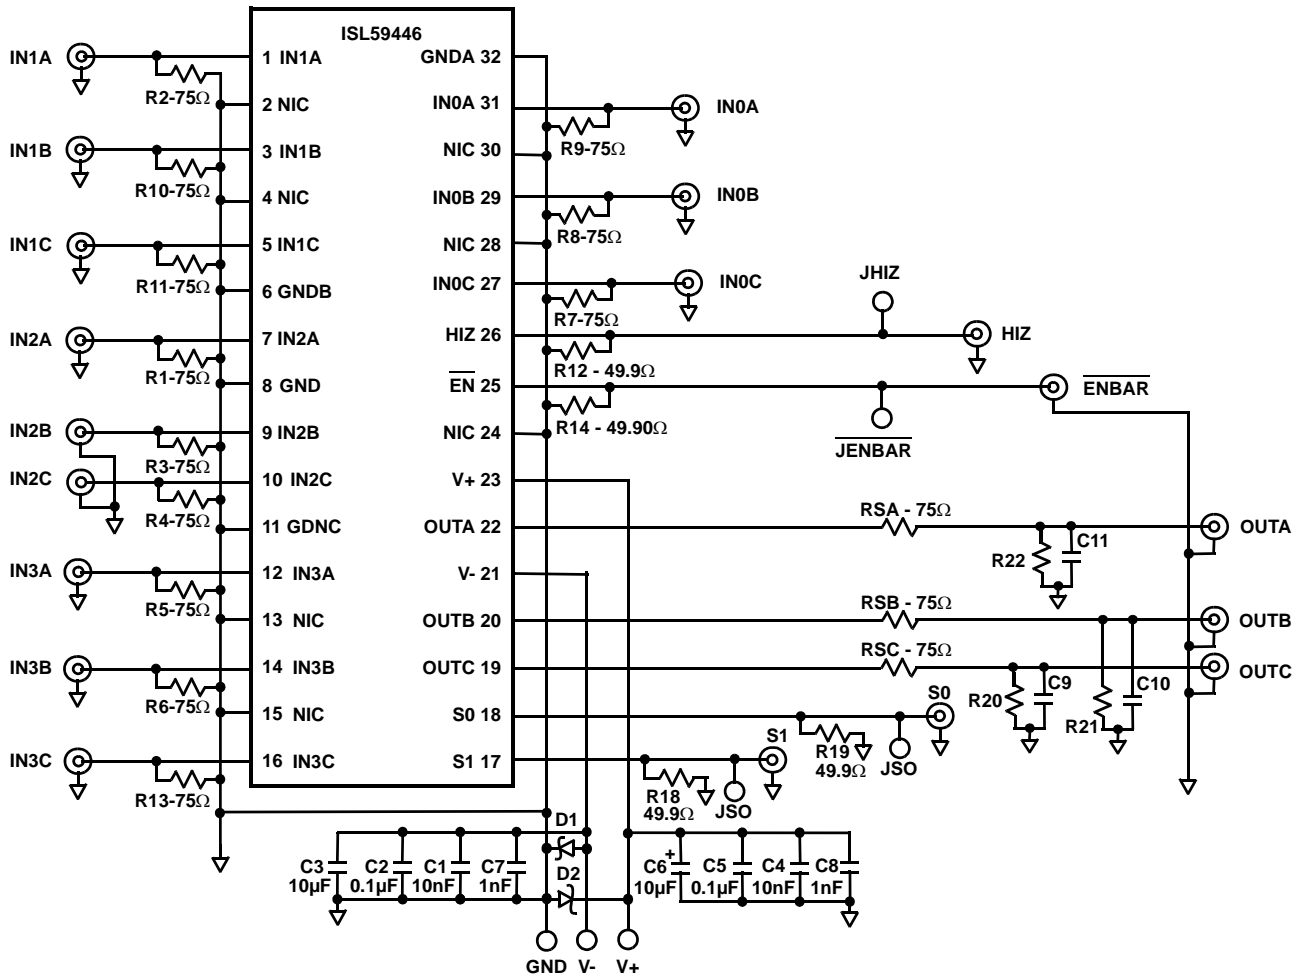 ISL59446
IN1A
1 IN1A
GNDA 32
R2-75Ω
2 NIC
IN0A 31
IN0A
R9-75Ω
IN1B
3 IN1B
NIC 30
R10-75Ω
4 NIC
IN0B 29
IN0B
R8-75Ω
IN1C
5 IN1C
NIC 28
R11-75Ω
6 GNDB
IN0C 27
IN0C
R7-75Ω
JHIZ
IN2A
7 IN2A
HIZ 26
HIZ
R1-75Ω
R12 - 49.9Ω
8 GND
EN 25
ENBAR
R14 - 49.90Ω
JENBAR
IN2B
9 IN2B
NIC 24
R3-75Ω
IN2C
10 IN2C
V+ 23
R4-75Ω
11 GDNC
OUTA 22
RSA - 75Ω
OUTA
R22
C11
IN3A
12 IN3A
V- 21
R5-75Ω
13 NIC
OUTB 20
RSB - 75Ω
OUTB
IN3B
14 IN3B
OUTC 19
RSC - 75Ω
OUTC
R20
C9
R21
C10
R6-75Ω
15 NIC
S0 18
S0
R19
49.9Ω
JSO
IN3C
16 IN3C
S1 17
S1
R13-75Ω
R18
49.9Ω
JSO
D1
C3
10µF
C2
0.1µF
C1
10nF
C7
1nF
D2
+
C6
10µF
C5
0.1µF
C4
10nF
C8
1nF
GND
V-
V+